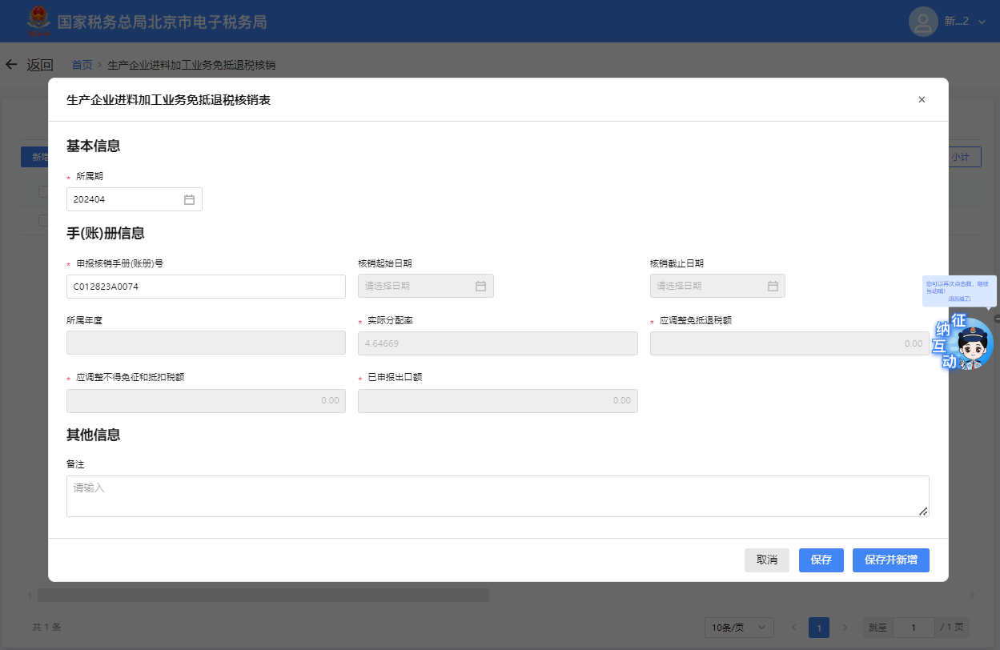 国家税务总局北京市电子税务局
新...2
返回 首页 > 生产企业进料加工业务免抵退税核销
生产企业进料加工业务免抵退税核销表
×
基本信息
新增
小计
* 所属期
202404
手(账)册信息
* 申报核销手册(账册)号
核销起始日期
核销截止日期
C012823A0074
请选择日期
请选择日期
您可以再次点击我，继续互动哦!
(我知道了)
所属年度
* 实际分配率
* 应调整免抵退税额
4.64669
0.00
征纳互动
* 应调整不得免征和抵扣税额
* 已申报出口额
0.00
0.00
其他信息
备注
请输入
取消
保存
保存并新增
共 1 条
10条/页
1
跳至
1
/ 1 页